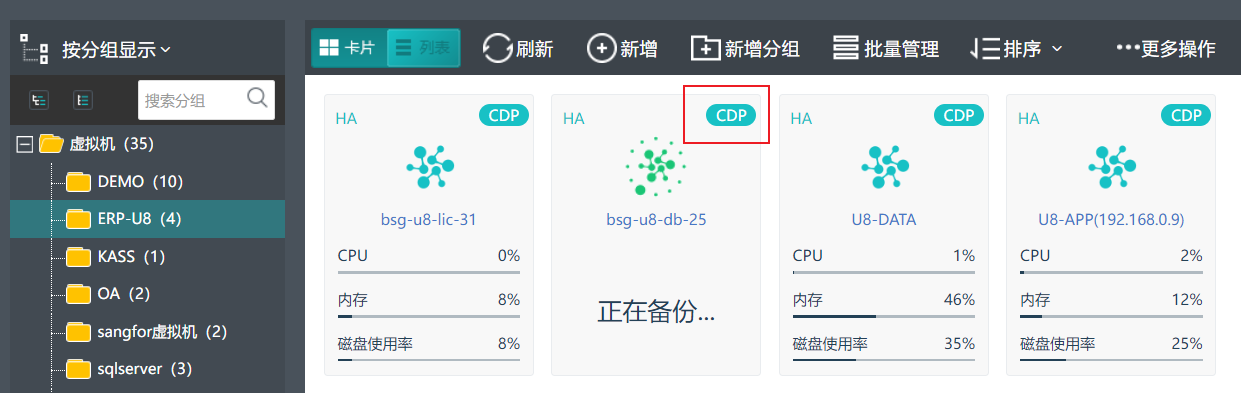 按分组显示
卡片 列表 刷新 新增 新增分组 批量管理 排序 更多操作
搜索分组
虚拟机（35）
DEMO（10）
ERP-U8（4）
KASS（1）
OA（2）
sangfor虚拟机（2）
sqlserver（3）
HA CDP
bsg-u8-lic-31
CPU 0%
内存 8%
磁盘使用率 8%
HA CDP
bsg-u8-db-25
正在备份...
HA CDP
U8-DATA
CPU 1%
内存 46%
磁盘使用率 35%
HA CDP
U8-APP(192.168.0.9)
CPU 2%
内存 12%
磁盘使用率 25%